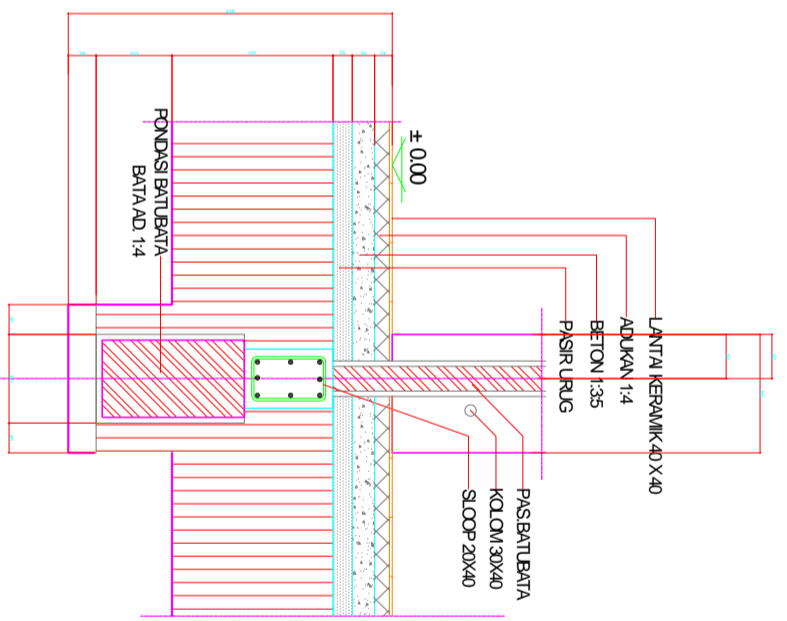 LANTAI KERAMIK 40 X 40
ADUKAN 1:4
BETON 1:3:5
PASIR URUG
± 0.00
PAS.BATUBATA
KOLOM 30X40
SLOOP 20X40
PONDASI BATUBATA
BATA AD. 1:4